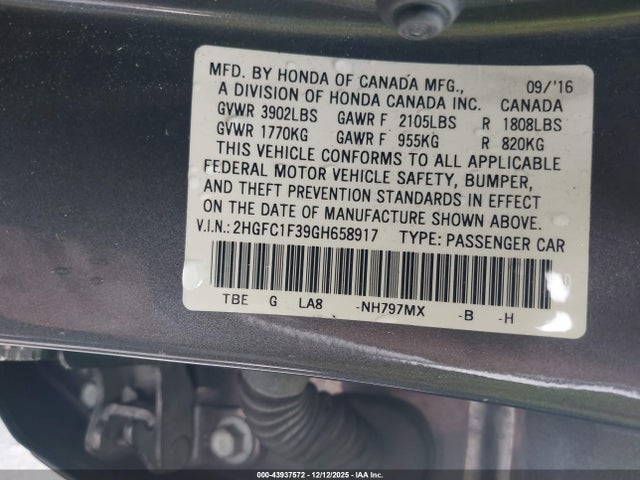 MFD. BY HONDA OF CANADA MFG., 09/'16
A DIVISION OF HONDA CANADA INC. CANADA
GVWR 3902LBS GAWR F 2105LBS R 1808LBS
GVWR 1770KG GAWR F 955KG R 820KG
THIS VEHICLE CONFORMS TO ALL APPLICABLE
FEDERAL MOTOR VEHICLE SAFETY, BUMPER,
AND THEFT PREVENTION STANDARDS IN EFFECT
ON THE DATE OF MANUFACTURE SHOWN ABOVE.
V.I.N.: 2HGFC1F39GH658917 TYPE: PASSENGER CAR
TBE G LA8 -NH797MX -B -H
000-43937572 12/12/2025 IAA Inc.